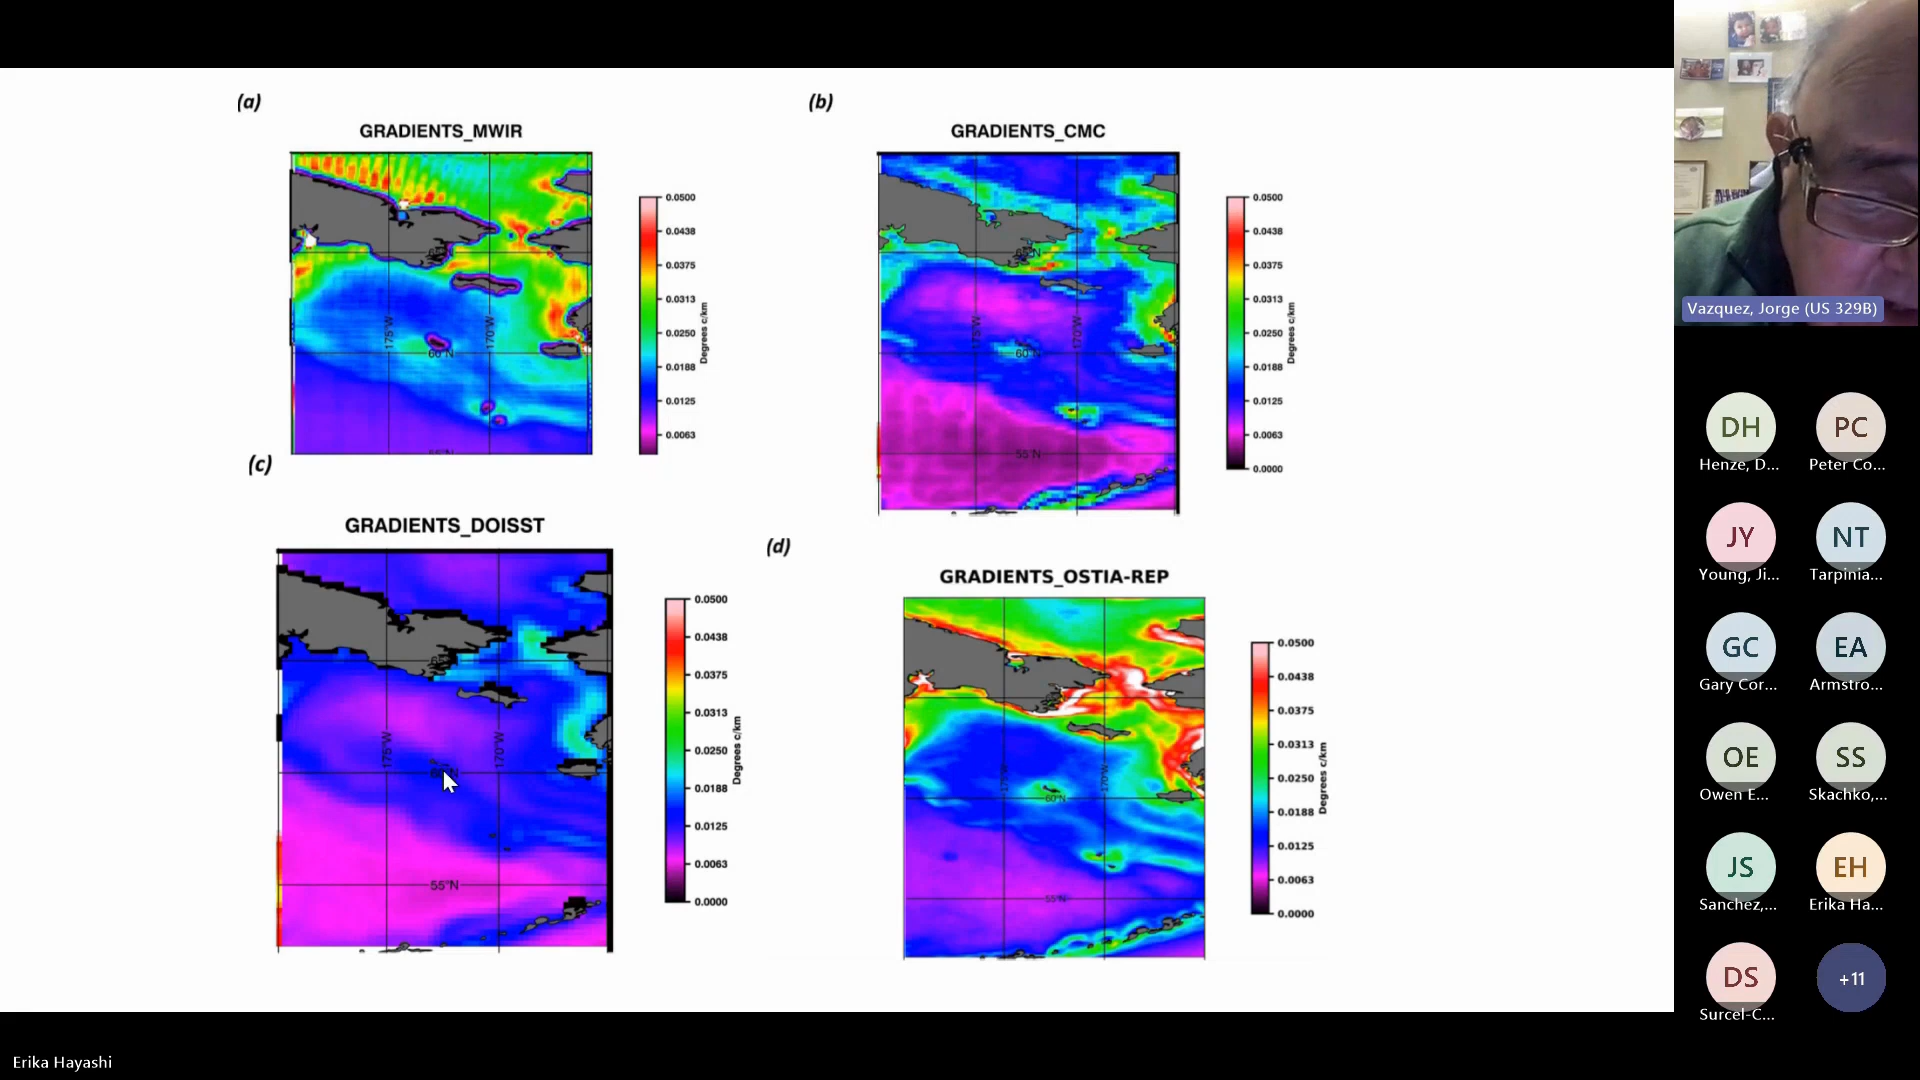 (a)
GRADIENTS_MWIR
0.0500
0.0438
0.0375
0.0313
0.0250
0.0188
0.0125
0.0063
Degrees c/km
175°W
170°W
60°N
(b)
GRADIENTS_CMC
0.0500
0.0438
0.0375
0.0313
0.0250
0.0188
0.0125
0.0063
0.0000
Degrees c/km
175°W
170°W
60°N
55°N
(c)
GRADIENTS_DOISST
0.0500
0.0438
0.0375
0.0313
0.0250
0.0188
0.0125
0.0063
0.0000
Degrees c/km
175°W
170°W
55°N
(d)
GRADIENTS_OSTIA-REP
0.0500
0.0438
0.0375
0.0313
0.0250
0.0188
0.0125
0.0063
0.0000
Degrees c/km
170°W
60°N
55°N
Vazquez, Jorge (US 329B)
DH
Henze, D...
PC
Peter Co...
JY
Young, Ji...
NT
Tarpinia...
GC
Gary Cor...
EA
Armstro...
OE
Owen E...
SS
Skachko,...
JS
Sanchez,...
EH
Erika Ha...
DS
Surcel-C...
+11
Erika Hayashi